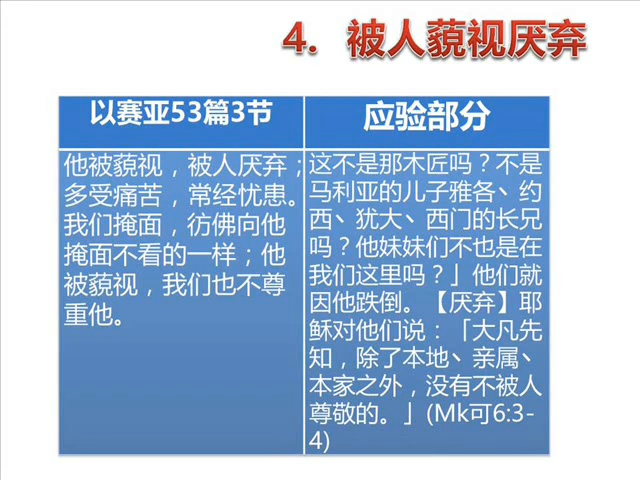 4. 被人藐视厌弃
以赛亚53篇3节
他被藐视，被人厌弃；
多受痛苦，常经忧患。
我们掩面，彷佛向他
掩面不看的一样；他
被藐视，我们也不尊
重他。
应验部分
这不是那木匠吗？不是
马利亚的儿子雅各、约
西、犹大、西门的长兄
吗？他妹妹们不也是在
我们这里吗？」他们就
因他跌倒。【厌弃】耶
稣对他们说：「大凡先
知，除了本地、亲属、
本家之外，没有不被人
尊敬的。」(Mk可6:3-
4)